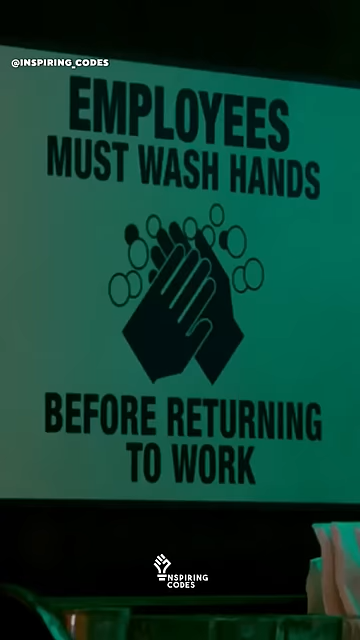 @INSPIRING_CODES
EMPLOYEES
MUST WASH HANDS
BEFORE RETURNING
TO WORK
INSPIRING
CODES